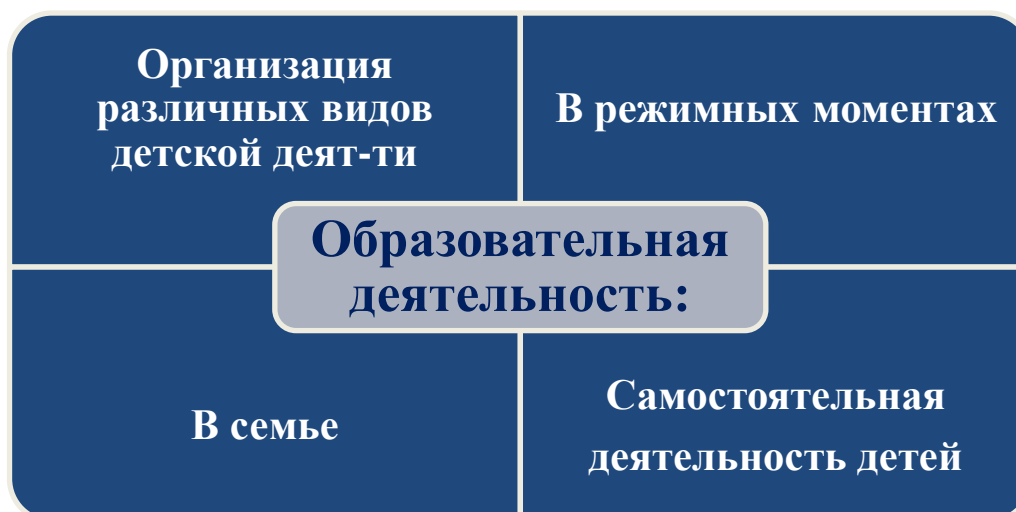 Организация
различных видов
детской деят-ти
В режимных моментах
Образовательная
деятельность:
В семье
Самостоятельная
деятельность детей